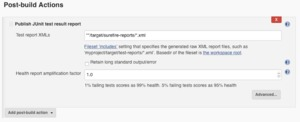 Post-build Actions
Publish JUnit test result report
Test report XMLs
"**/target/surefire-reports/*.xml
Fileset 'includes' setting that specifies the generated raw XML report files, such as
'myproject/target/test-reports/*.xml'. Basedir of the fileset is the workspace root.
Retain long standard output/error
Health report amplification factor
1.0
1% failing tests scores as 99% health. 5% failing tests scores as 95% health
Advanced...
Add post-build action